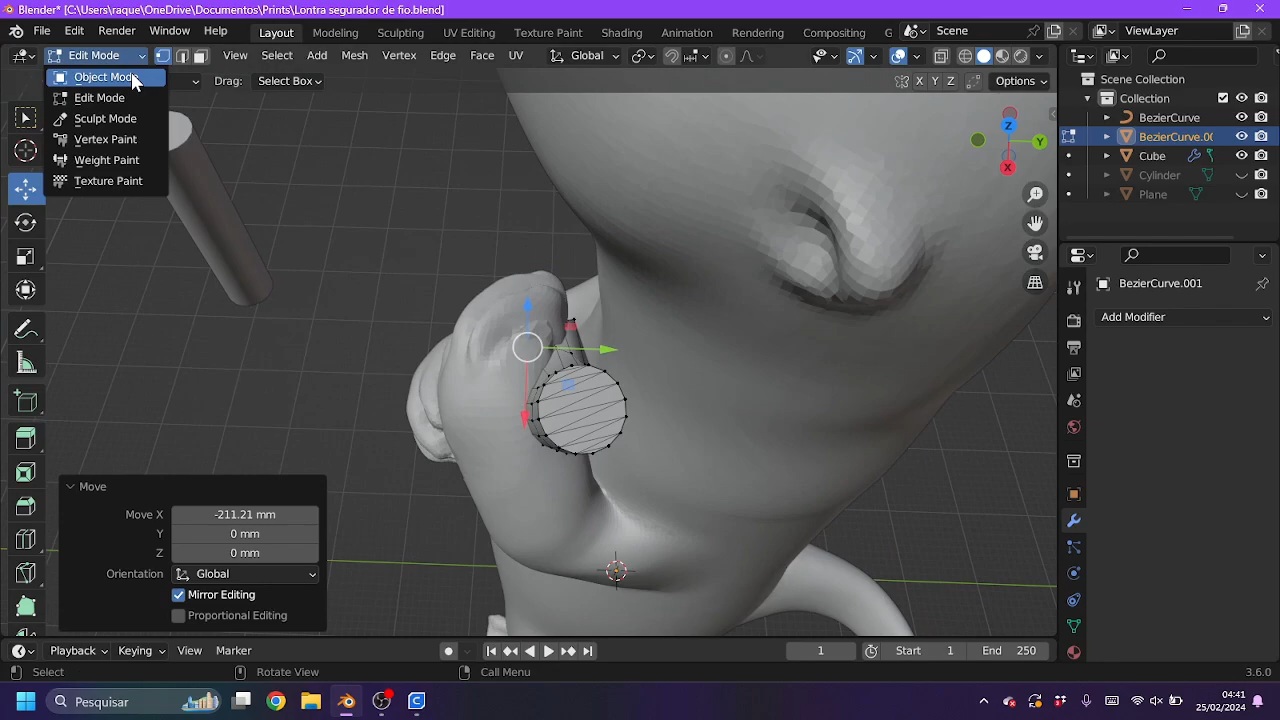 Blender* [C:\Users\raque\OneDrive\Documentos\Prints\Lontra segurador de fio.blend]
File Edit Render Window Help Layout Modeling Sculpting UV Editing Texture Paint Shading Animation Rendering Compositing G Scene ViewLayer
Edit Mode View Select Add Mesh Vertex Edge Face UV Global
Object Mode
Edit Mode
Sculpt Mode
Vertex Paint
Weight Paint
Texture Paint
Drag: Select Box X Y Z Options
Z
Y
X
Scene Collection
Collection
BezierCurve
BezierCurve.00
Cube
Cylinder
Plane
BezierCurve.001
Add Modifier
Move
Move X -211.21 mm
Y 0 mm
Z 0 mm
Orientation Global
Mirror Editing
Proportional Editing
Playback Keying View Marker 1 Start 1 End 250
Select Rotate View Call Menu 3.6.0
Pesquisar
04:41
25/02/2024